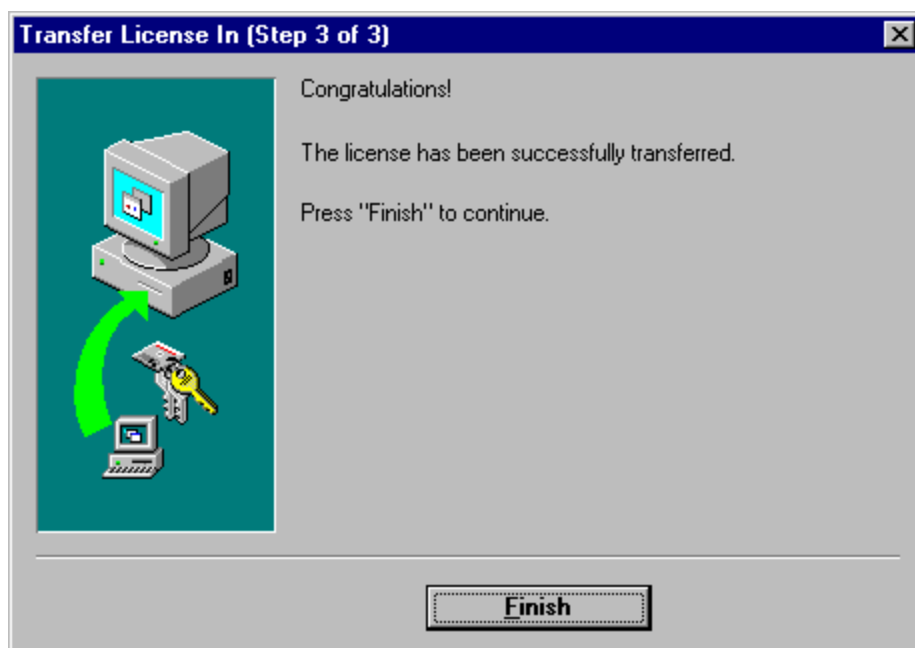 Transfer License In (Step 3 of 3)
Congratulations!
The license has been successfully transferred.
Press "Finish" to continue.
Finish